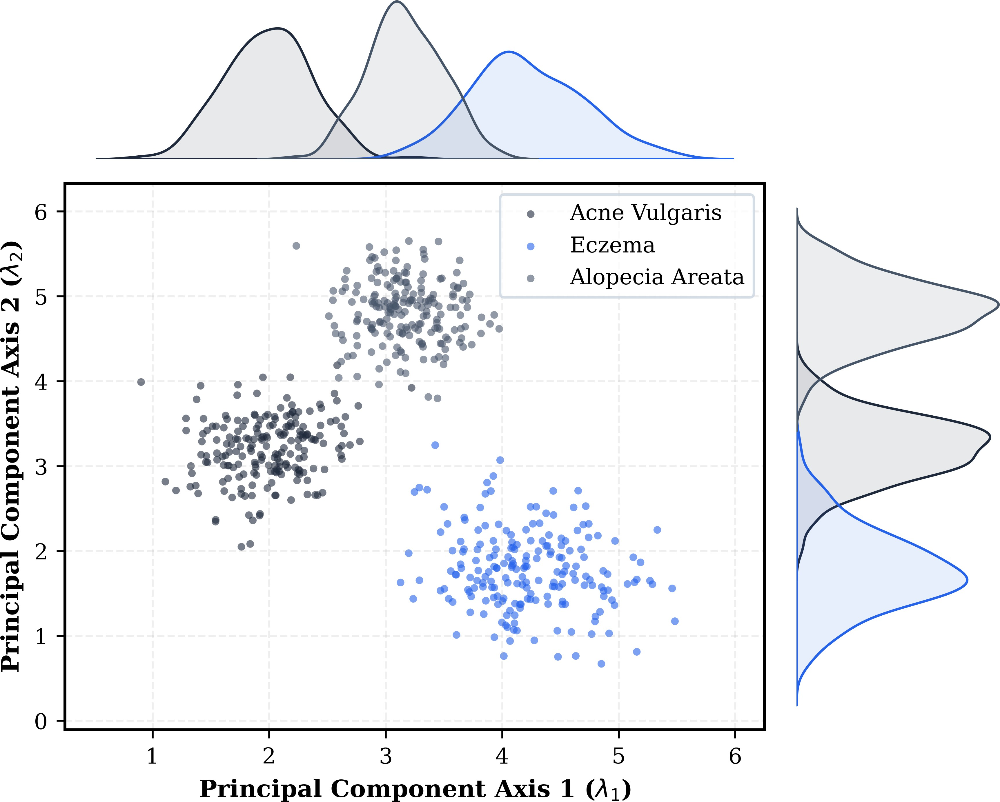 Acne Vulgaris
Eczema
Alopecia Areata
Principal Component Axis 2 (λ₂)
6
5
4
3
2
1
0
1 2 3 4 5 6
Principal Component Axis 1 (λ₁)